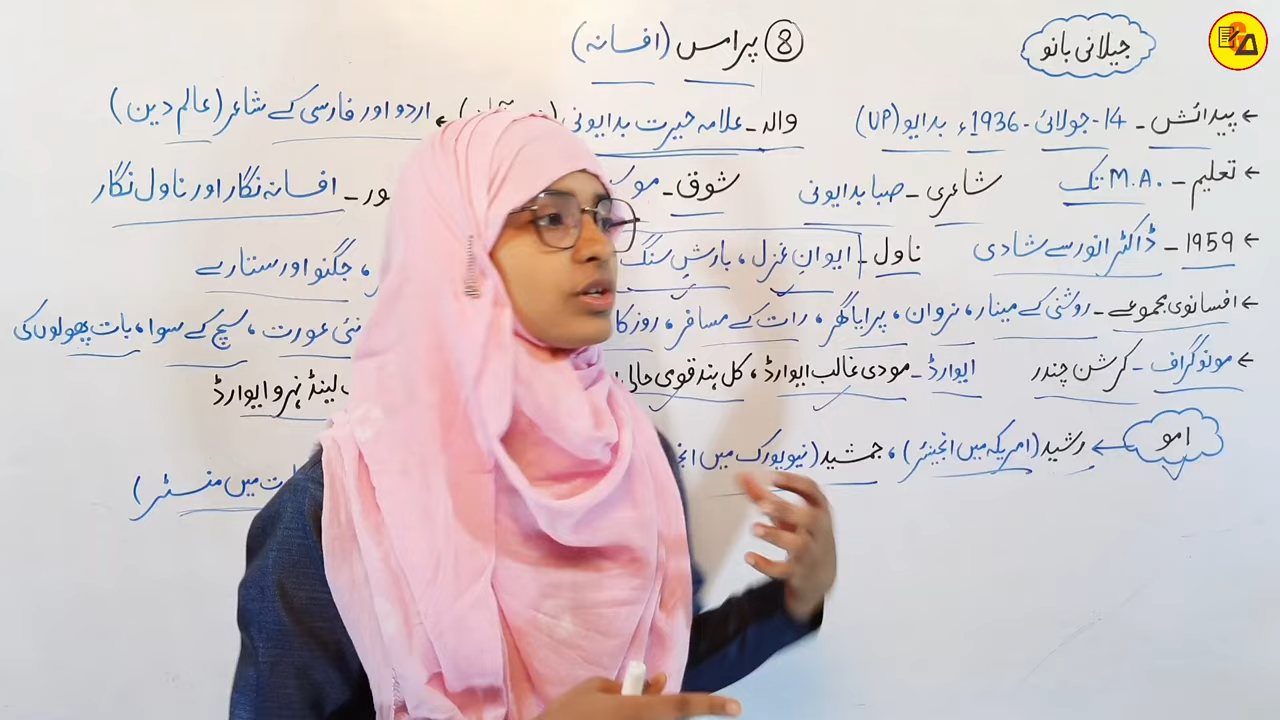 جیلانی بانو
8 پرامس (افسانہ)
← پیدائش ۔ 14 ۔ جولائی ۔ 1936ء بدایو (UP) والد ۔ علامہ حیرت بدایونی ← اردو اور فارسی کے شاعر (عالم دین)
← تعلیم ۔ M.A. تک شاعری ۔ صبا بدایونی شوق ۔ افسانہ نگار اور ناول نگار
← 1959 ۔ ڈاکٹر انور سے شادی ناول ۔ ایوانِ غزل، بارشِ سنگ ، جگنو اور ستارے
← افسانوی مجموعے ۔ روشنی کے مینار، نروان، پرایا گھر، رات کے مسافر، روز کا نئی عورت، سچ کے سوا، بات پھولوں کی
← مونوگراف ۔ کرشن چندر ایوارڈ ۔ مودی غالب ایوارڈ، کل ہند قومی حالی لینڈ نہرو ایوارڈ
امو ← رشید (امریکہ میں انجینئر)، جمشید (نیویورک میں میں منسٹر)